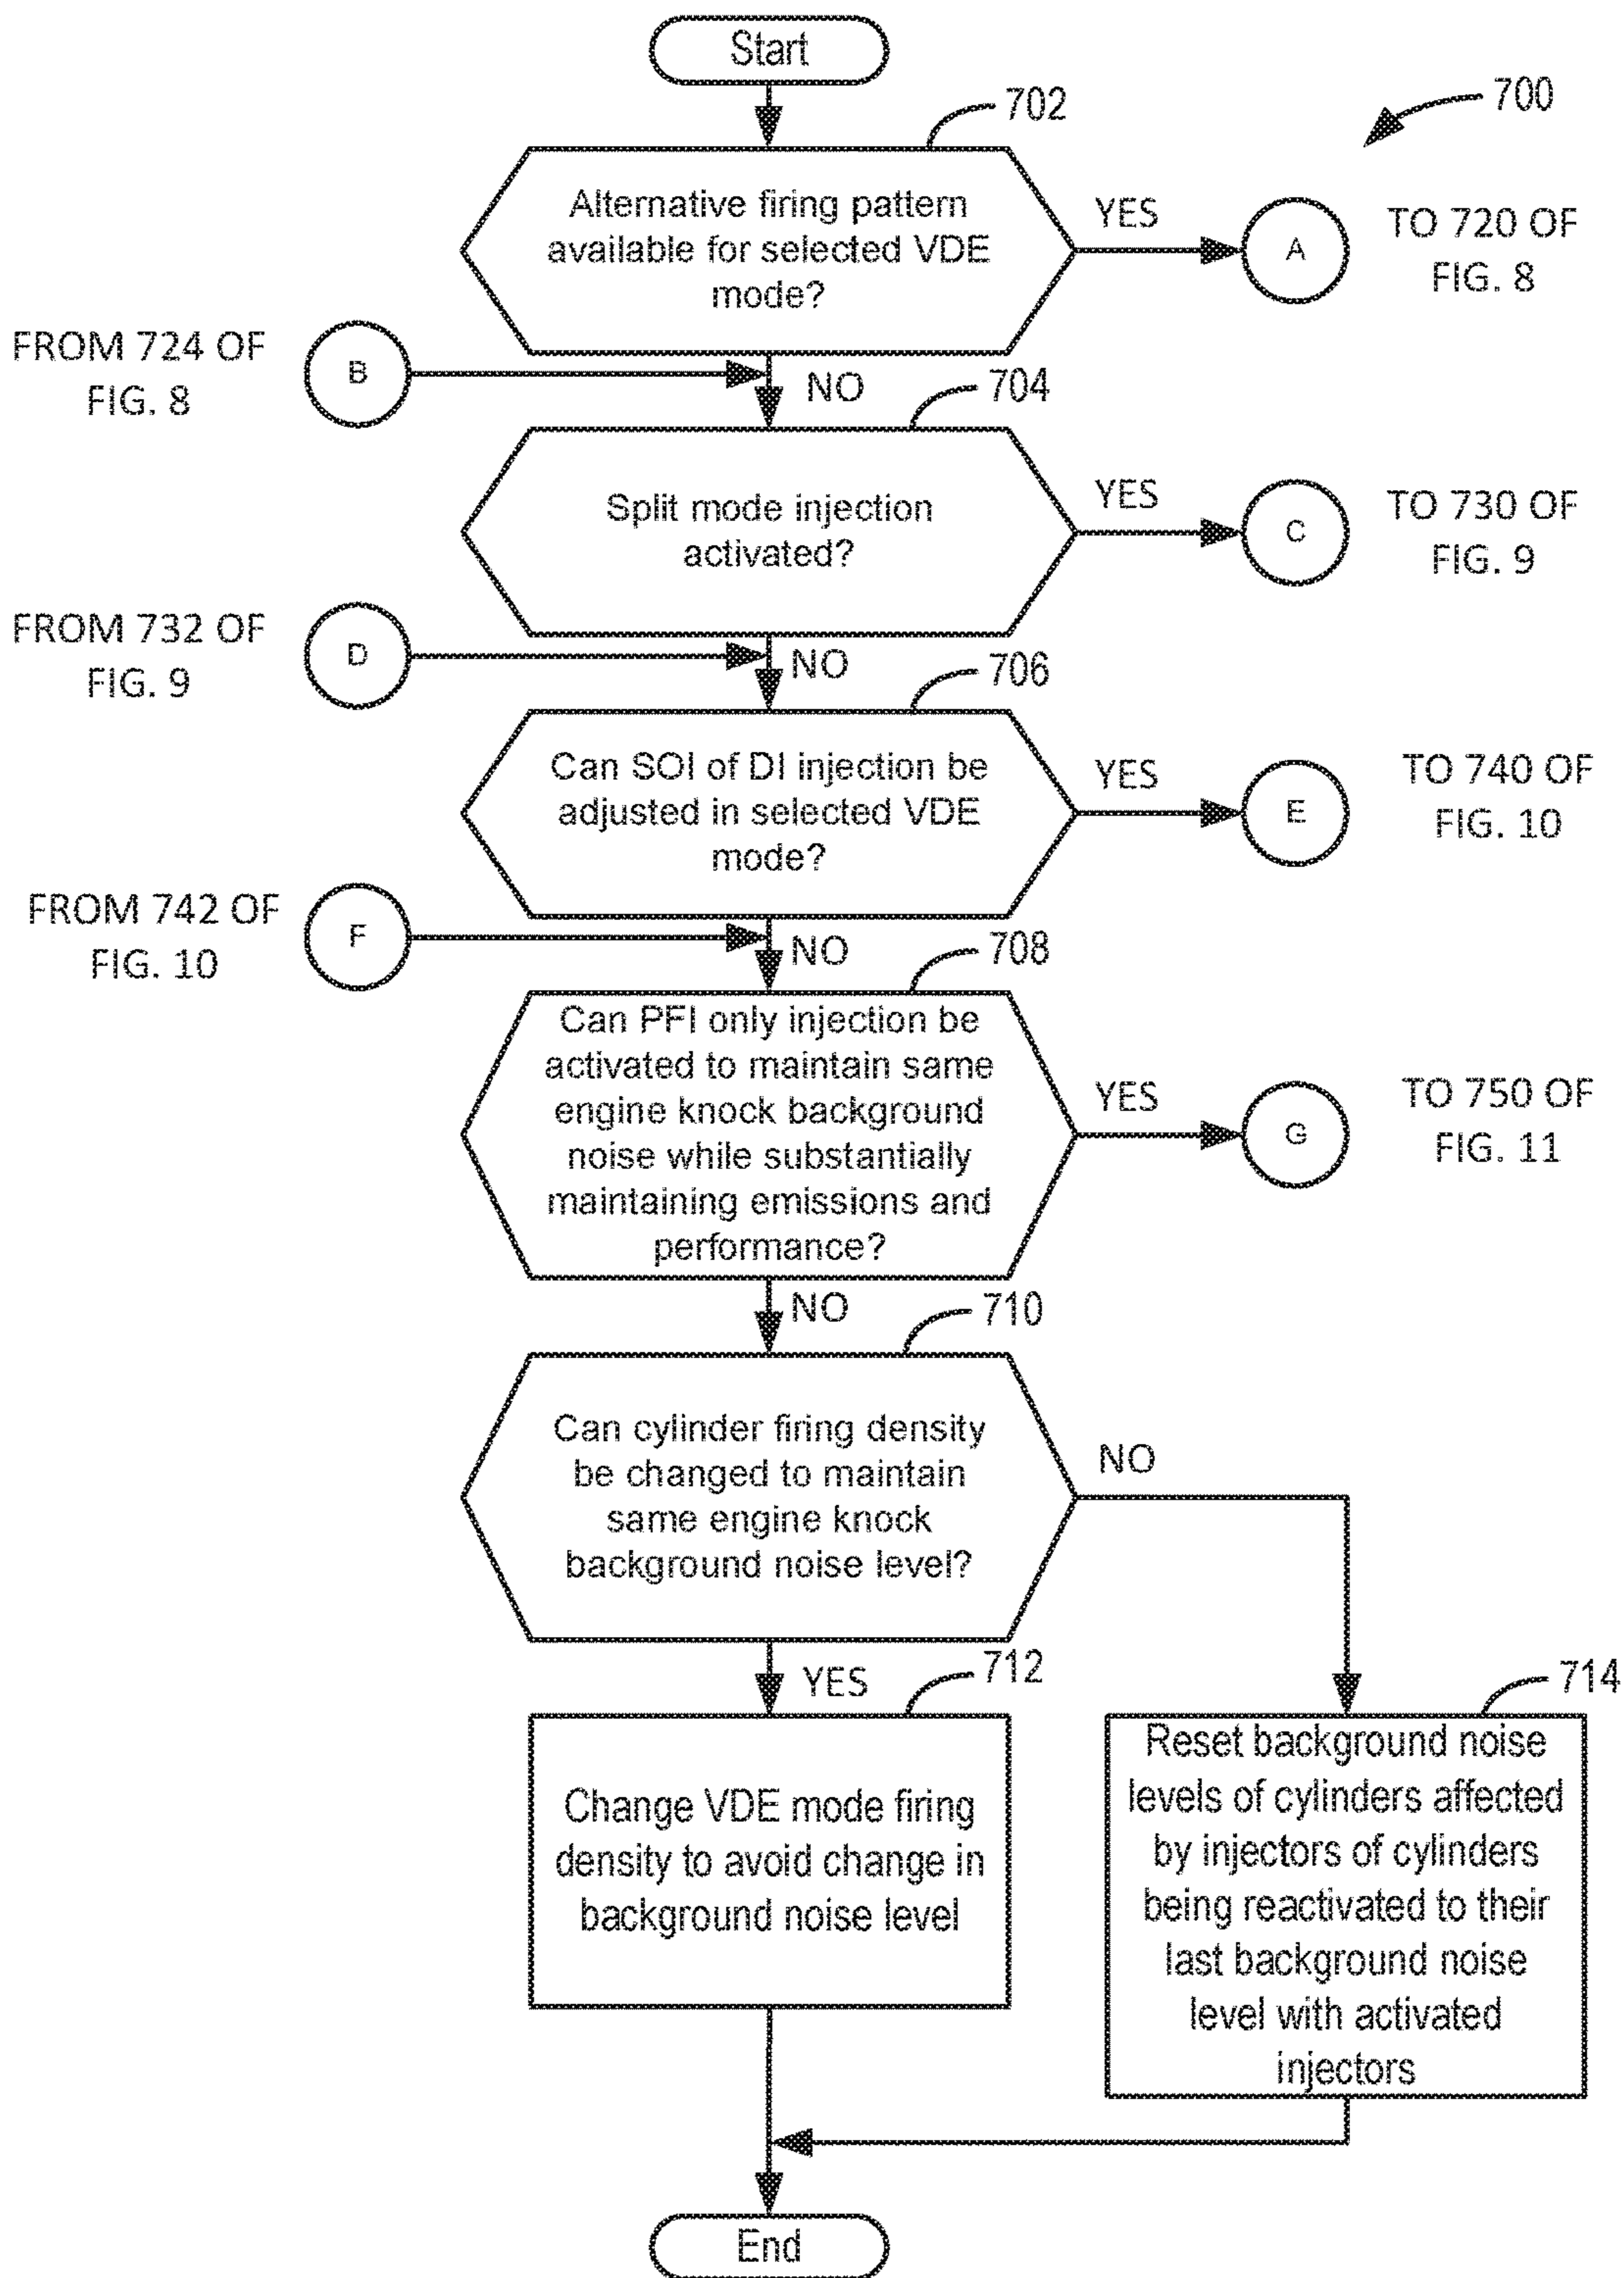 Start
702
700
Alternative firing pattern
available for selected VDE
mode?
YES
A
TO 720 OF
FIG. 8
FROM 724 OF
FIG. 8
B
NO
704
Split mode injection
activated?
YES
C
TO 730 OF
FIG. 9
FROM 732 OF
FIG. 9
D
NO
706
Can SOI of DI injection be
adjusted in selected VDE
mode?
YES
E
TO 740 OF
FIG. 10
FROM 742 OF
FIG. 10
F
NO
708
Can PFI only injection be
activated to maintain same
engine knock background
noise while substantially
maintaining emissions and
performance?
YES
G
TO 750 OF
FIG. 11
NO
710
Can cylinder firing density
be changed to maintain
same engine knock
background noise level?
NO
YES
712
714
Change VDE mode firing
density to avoid change in
background noise level
Reset background noise
levels of cylinders affected
by injectors of cylinders
being reactivated to their
last background noise
level with activated
injectors
End